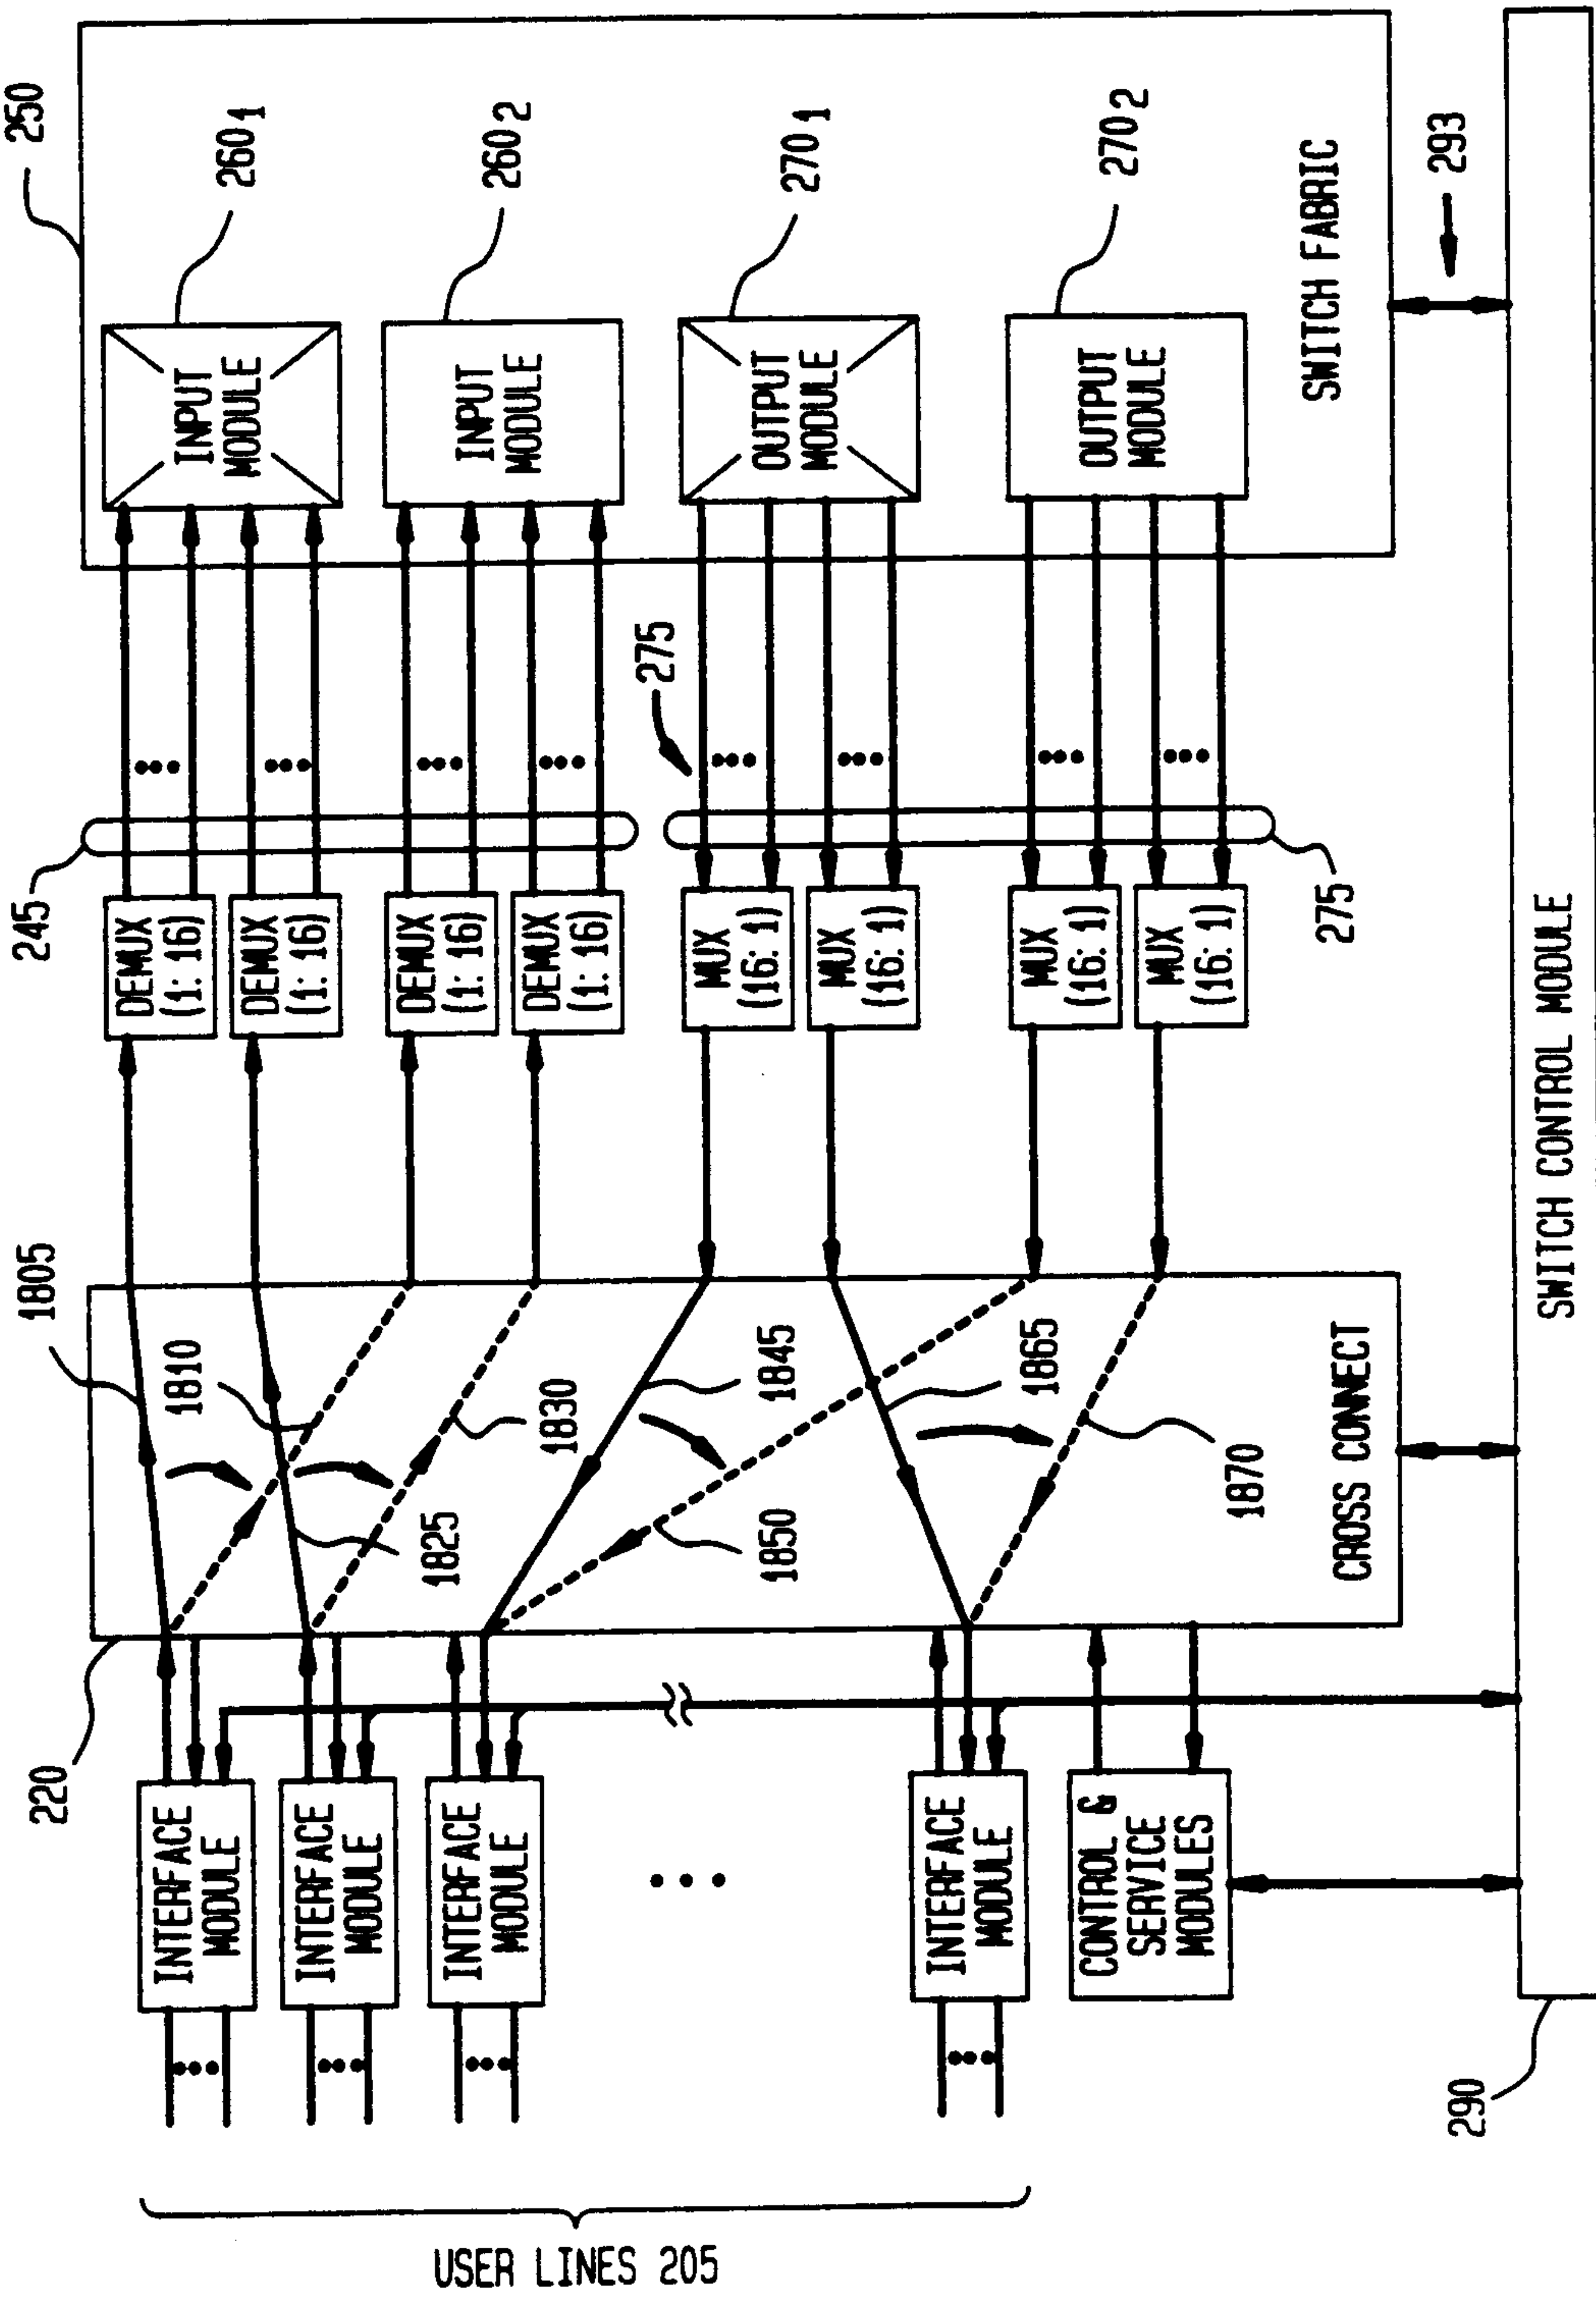 250
260₁
260₂
270₁
270₂
INPUT
MODULE
INPUT
MODULE
OUTPUT
MODULE
OUTPUT
MODULE
SWITCH FABRIC
293
245
275
275
DEMUX
(1: 16)
DEMUX
(1: 16)
DEMUX
(1: 16)
DEMUX
(1: 16)
MUX
(16: 1)
MUX
(16: 1)
MUX
(16: 1)
MUX
(16: 1)
1805
1810
1825
1830
1845
1850
1865
1870
CROSS CONNECT
220
INTERFACE
MODULE
INTERFACE
MODULE
INTERFACE
MODULE
INTERFACE
MODULE
CONTROL &
SERVICE
MODULES
SWITCH CONTROL MODULE
290
USER LINES 205